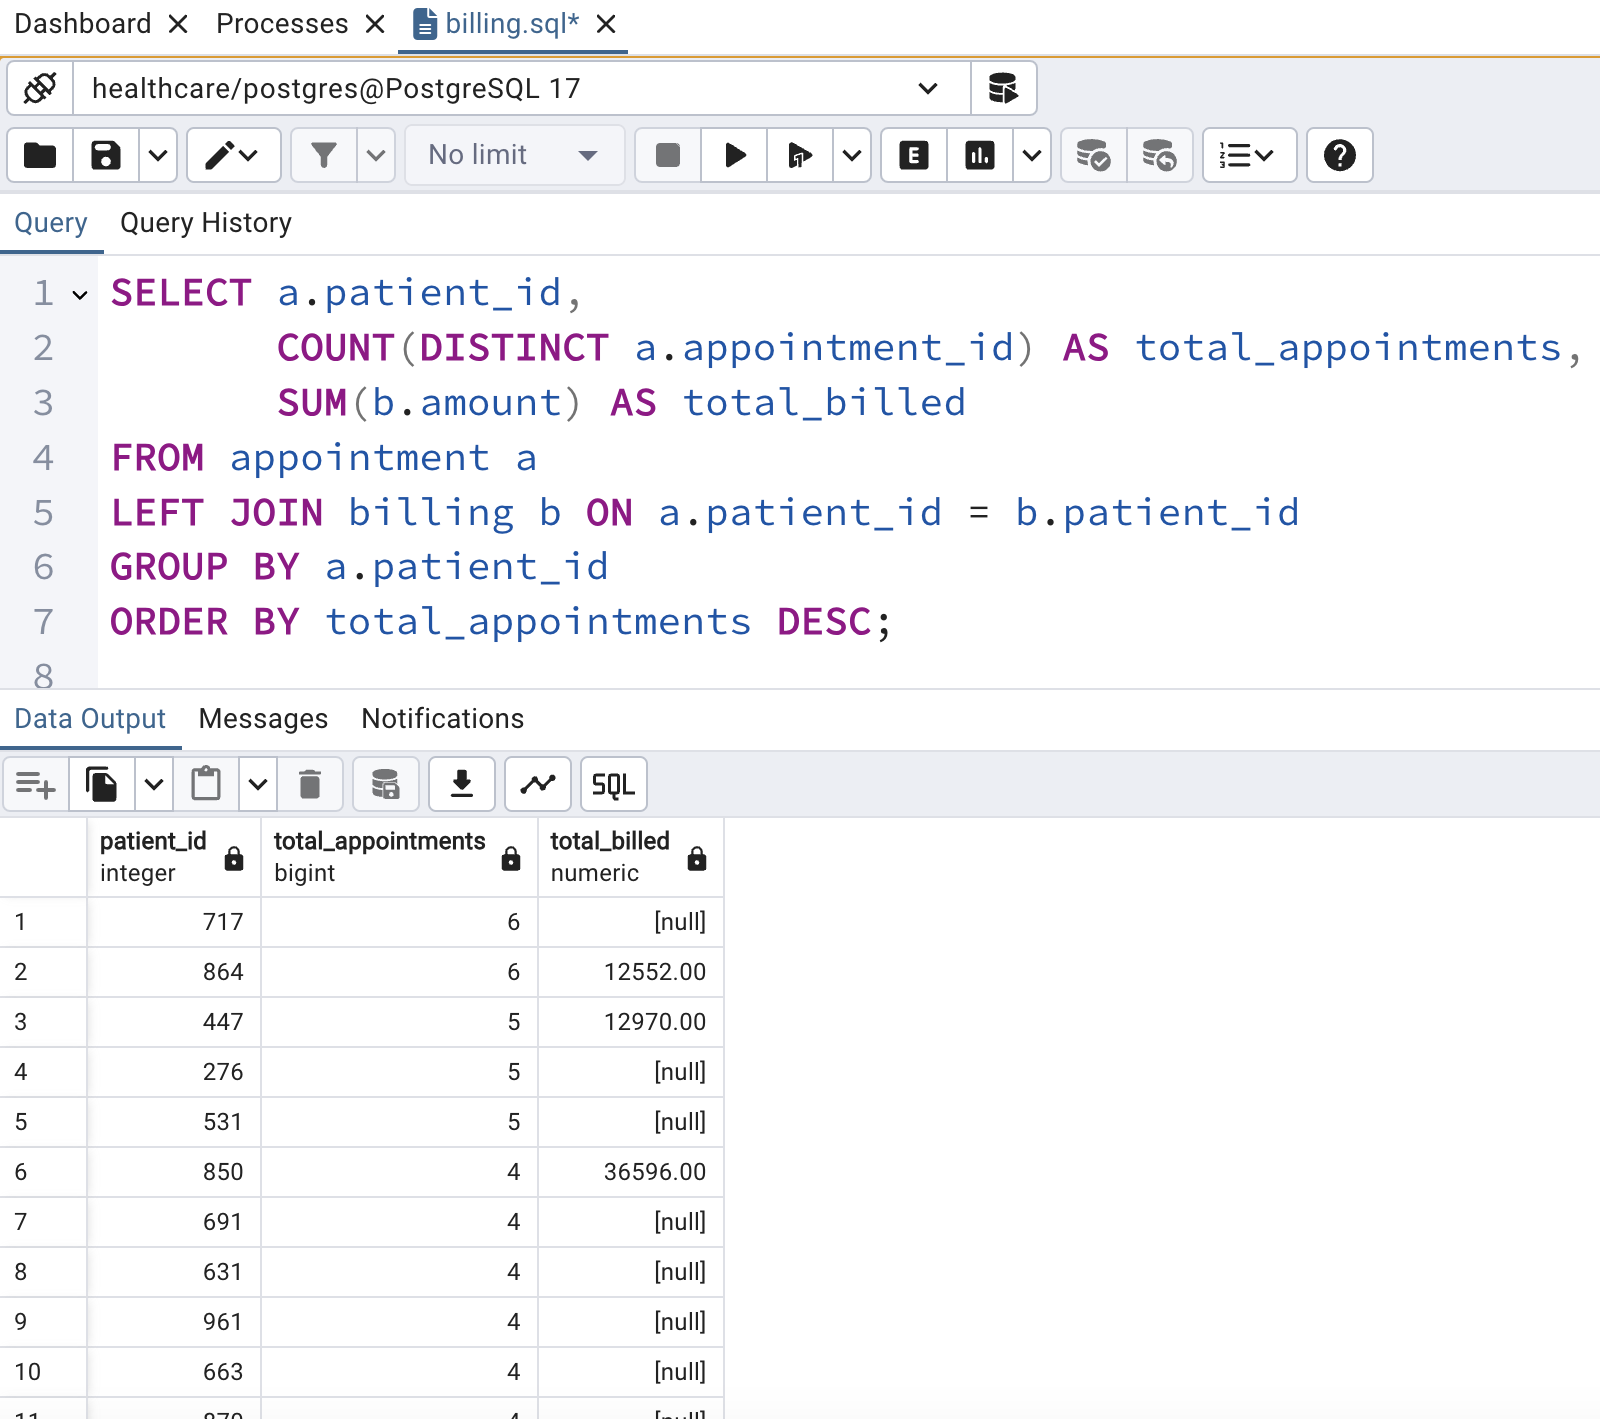 Dashboard Processes billing.sql*
healthcare/postgres@PostgreSQL 17
No limit
Query Query History
1 SELECT a.patient_id,
2 COUNT(DISTINCT a.appointment_id) AS total_appointments,
3 SUM(b.amount) AS total_billed
4 FROM appointment a
5 LEFT JOIN billing b ON a.patient_id = b.patient_id
6 GROUP BY a.patient_id
7 ORDER BY total_appointments DESC;
8
Data Output Messages Notifications
SQL
patient_id total_appointments total_billed
integer bigint numeric
1 717 6 [null]
2 864 6 12552.00
3 447 5 12970.00
4 276 5 [null]
5 531 5 [null]
6 850 4 36596.00
7 691 4 [null]
8 631 4 [null]
9 961 4 [null]
10 663 4 [null]
11 4 [null]